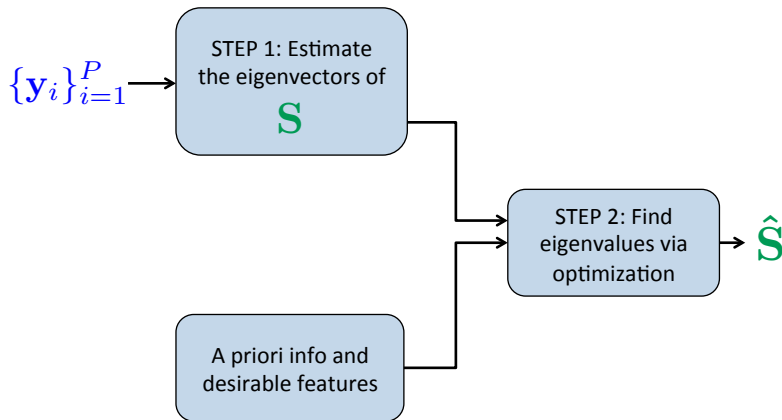 {y_i}_{i=1}^P
STEP 1: Estimate
the eigenvectors of
S
STEP 2: Find
eigenvalues via
optimization
Ŝ
A priori info and
desirable features